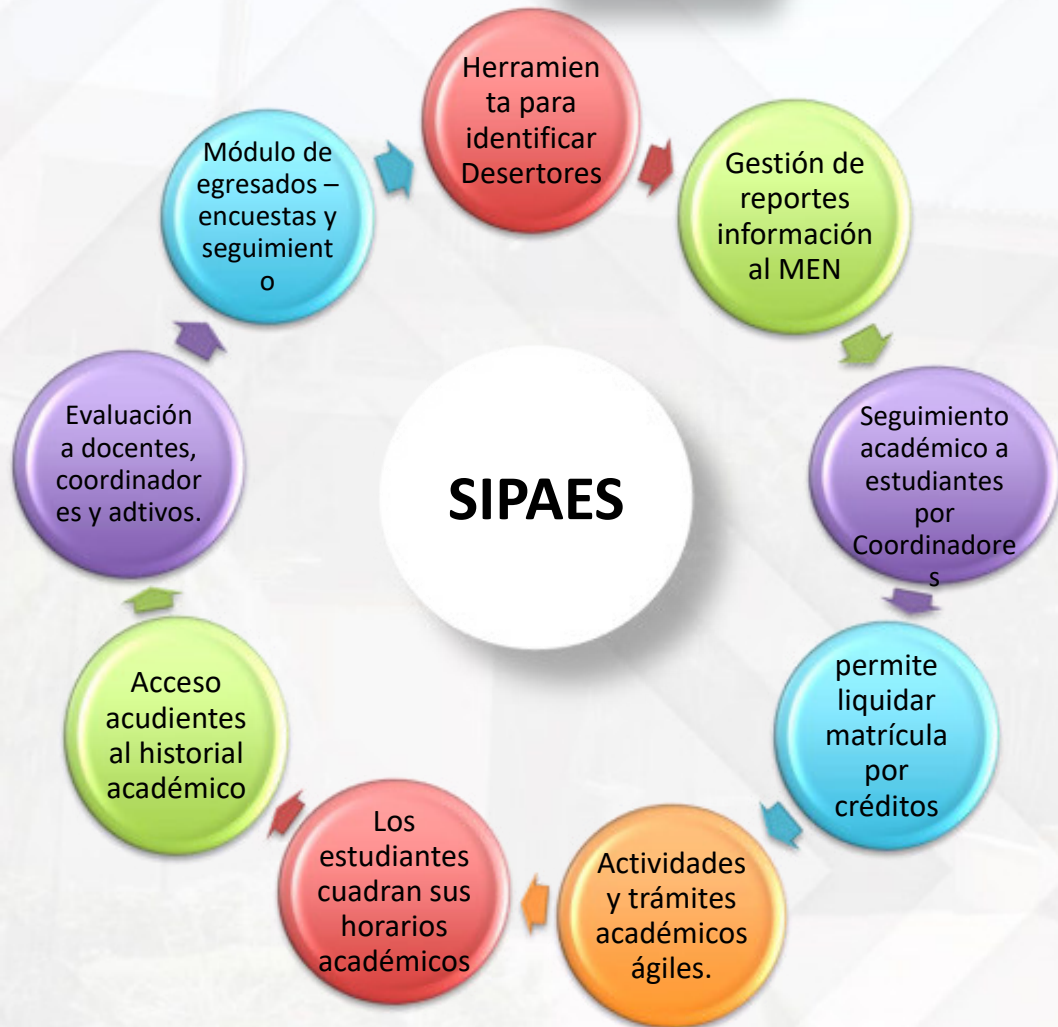 Herramien
ta para
identificar
Desertores
Gestión de
reportes
información
al MEN
Seguimiento
académico a
estudiantes
por
Coordinadore
s
permite
liquidar
matrícula
por
créditos
Actividades
y trámites
académicos
ágiles.
Los
estudiantes
cuadran sus
horarios
académicos
Acceso
acudientes
al historial
académico
Evaluación
a docentes,
coordinador
es y adtivos.
Módulo de
egresados –
encuestas y
seguimient
o
SIPAES